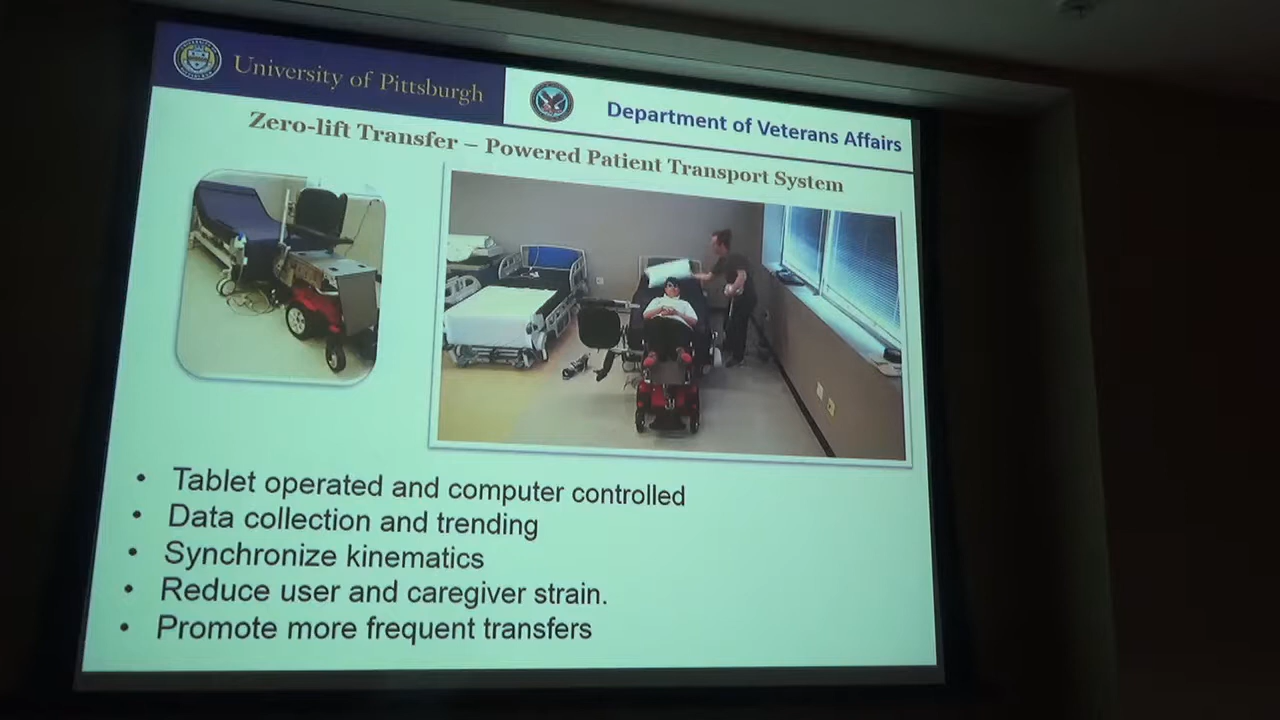 University of Pittsburgh
Department of Veterans Affairs
Zero-lift Transfer – Powered Patient Transport System
• Tablet operated and computer controlled
• Data collection and trending
• Synchronize kinematics
• Reduce user and caregiver strain.
• Promote more frequent transfers